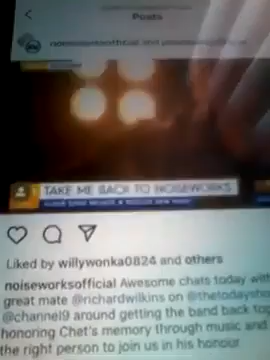 Posts
noiseworksofficial and
TAKE ME BACK TO NOISEWORKS
Liked by willywonka0824 and others
noiseworksofficial Awesome chats today with
great mate @richardwilkins on @thetodaysho
@channel9 around getting the band back tog
honoring Chet's memory through music and
the right person to join us in his honour